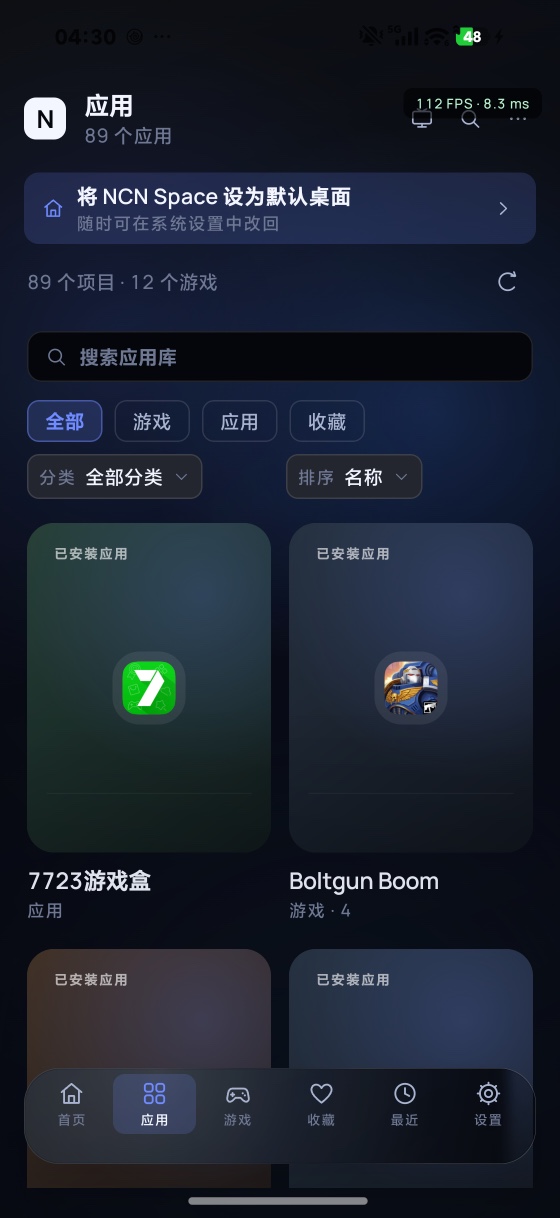 04:30
5G
48
112 FPS · 8.3 ms
N
应用
89 个应用
将 NCN Space 设为默认桌面
随时可在系统设置中改回
89 个项目 · 12 个游戏
搜索应用库
全部 游戏 应用 收藏
分类 全部分类 排序 名称
已安装应用 已安装应用
7
7723游戏盒 Boltgun Boom
应用 游戏 · 4
已安装应用 已安装应用
首页 应用 游戏 收藏 最近 设置